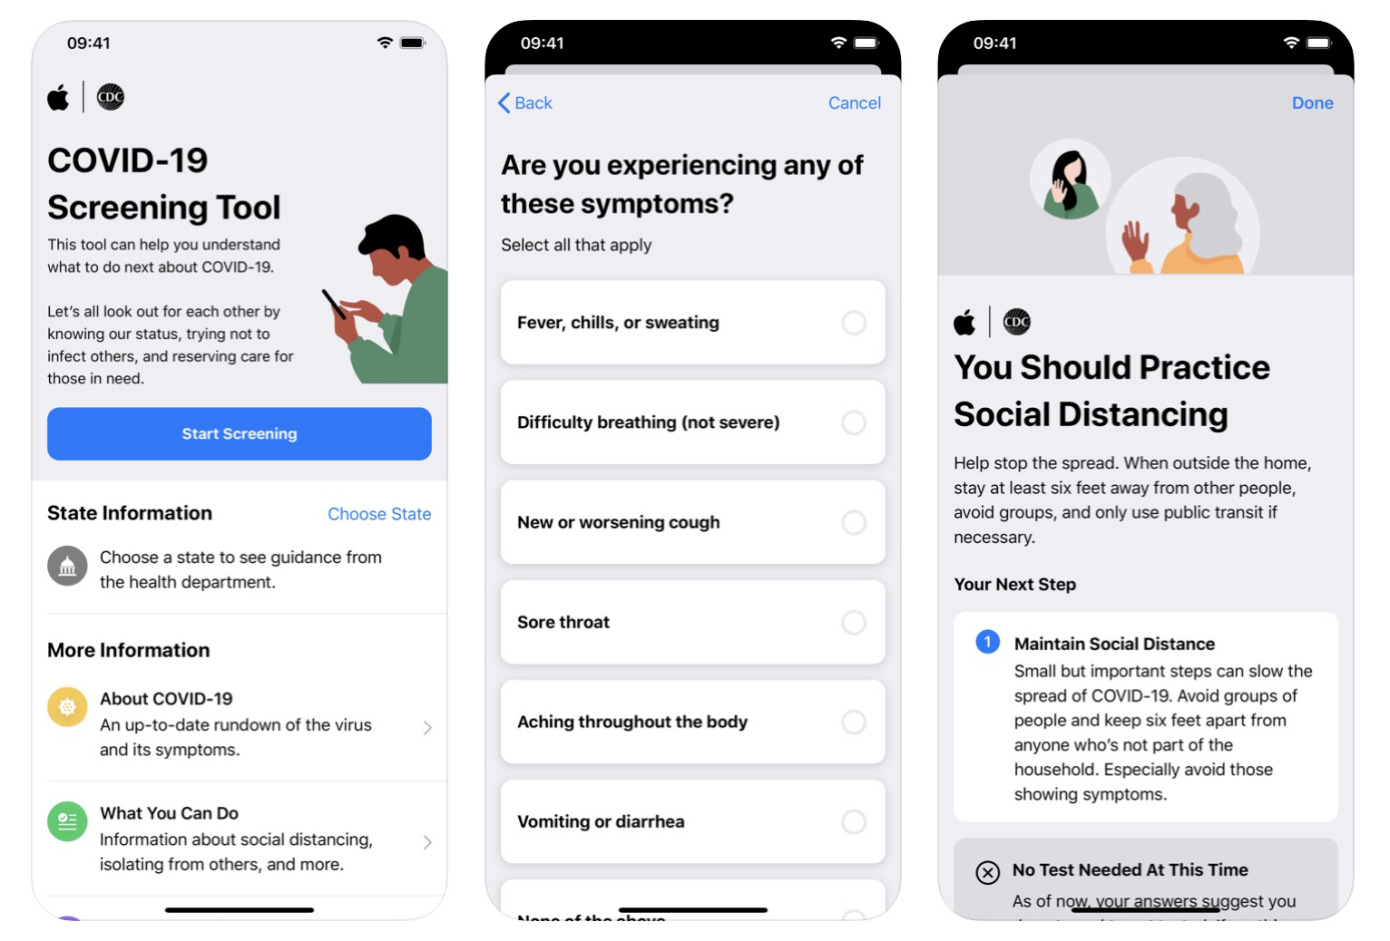 09:41
CDC
COVID-19
Screening Tool
This tool can help you understand
what to do next about COVID-19.
Let's all look out for each other by
knowing our status, trying not to
infect others, and reserving care for
those in need.
Start Screening
State Information
Choose State
Choose a state to see guidance from
the health department.
More Information
About COVID-19
An up-to-date rundown of the virus
and its symptoms.
What You Can Do
Information about social distancing,
isolating from others, and more.
09:41
Back
Cancel
Are you experiencing any of
these symptoms?
Select all that apply
Fever, chills, or sweating
Difficulty breathing (not severe)
New or worsening cough
Sore throat
Aching throughout the body
Vomiting or diarrhea
None of the above
09:41
Done
CDC
You Should Practice
Social Distancing
Help stop the spread. When outside the home,
stay at least six feet away from other people,
avoid groups, and only use public transit if
necessary.
Your Next Step
1
Maintain Social Distance
Small but important steps can slow the
spread of COVID-19. Avoid groups of
people and keep six feet apart from
anyone who's not part of the
household. Especially avoid those
showing symptoms.
No Test Needed At This Time
As of now, your answers suggest you